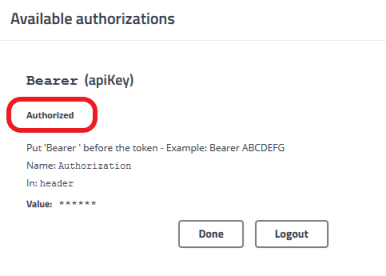 Available authorizations
Bearer (apiKey)
Authorized
Put 'Bearer ' before the token - Example: Bearer ABCDEFG
Name: Authorization
In: header
Value: ******
Done Logout